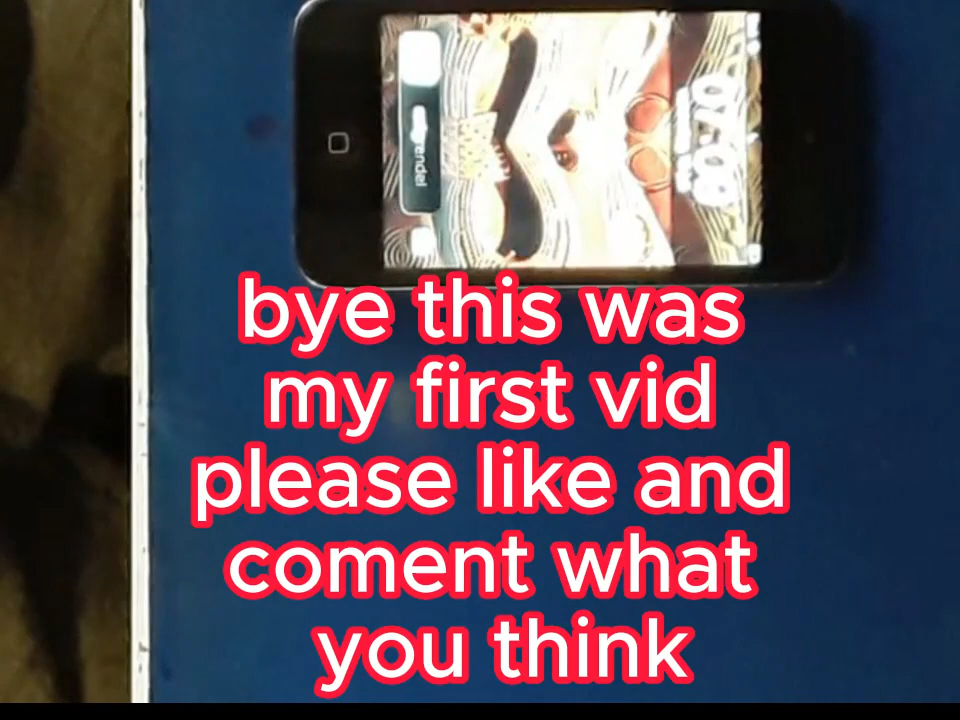 bye this was
my first vid
please like and
coment what
you think